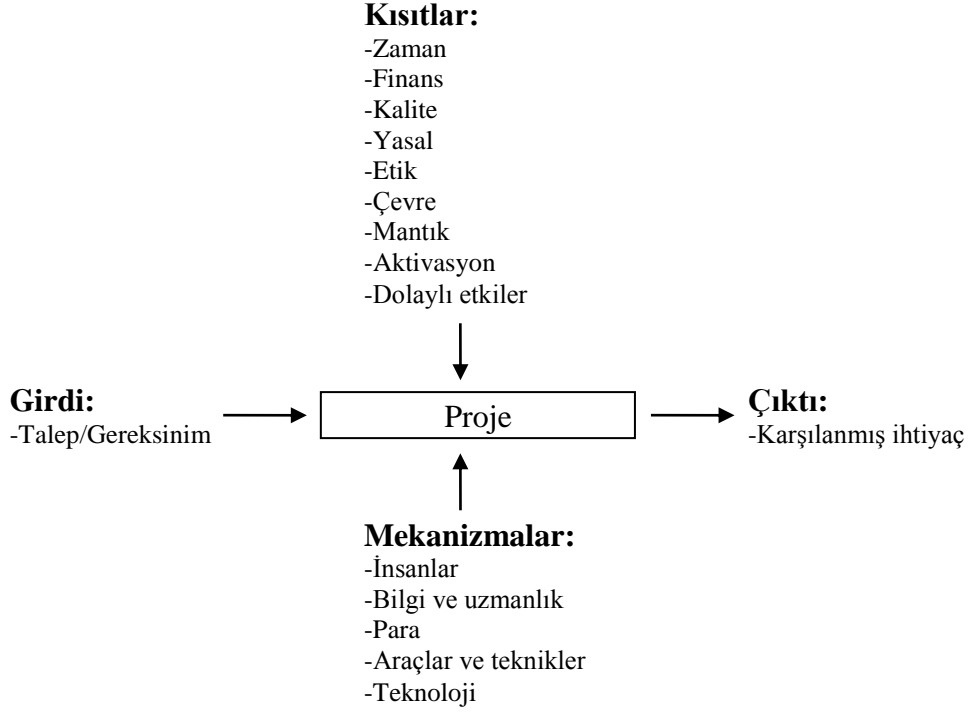 Kısıtlar:
-Zaman
-Finans
-Kalite
-Yasal
-Etik
-Çevre
-Mantık
-Aktivasyon
-Dolaylı etkiler
Girdi:
-Talep/Gereksinim
Proje
Çıktı:
-Karşılanmış ihtiyaç
Mekanizmalar:
-İnsanlar
-Bilgi ve uzmanlık
-Para
-Araçlar ve teknikler
-Teknoloji